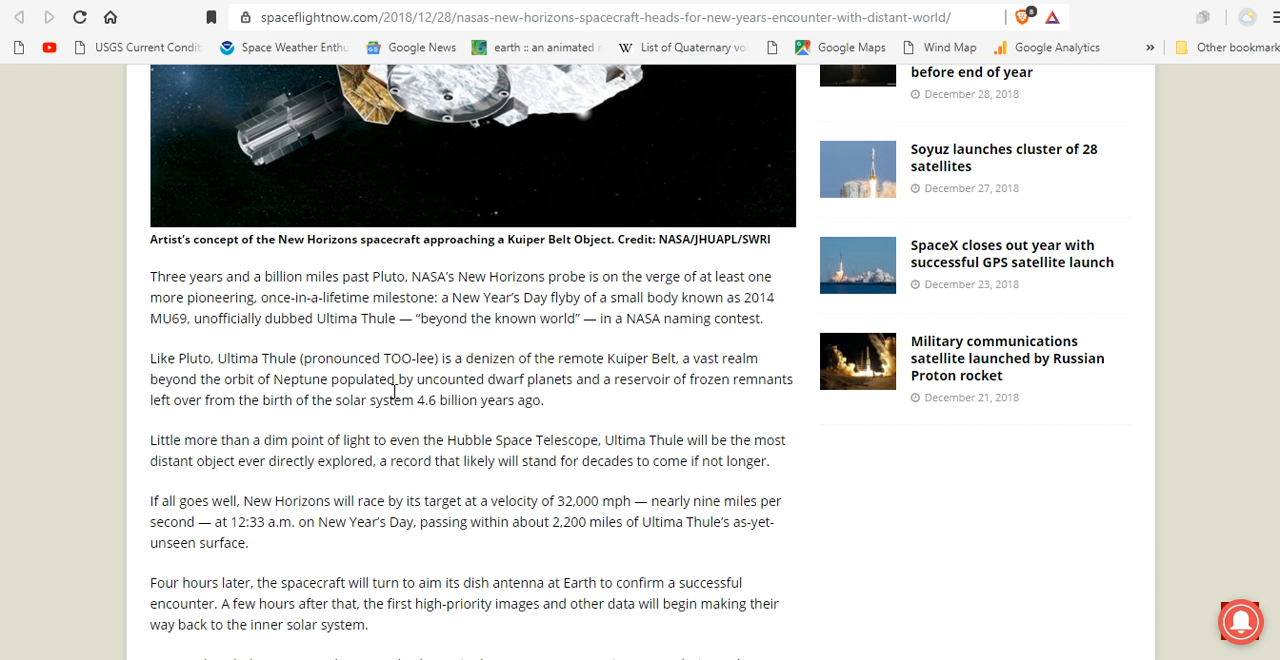 spaceflightnow.com/2018/12/28/nasas-new-horizons-spacecraft-heads-for-new-years-encounter-with-distant-world/
8
USGS Current Condit
Space Weather Enthu
Google News
earth :: an animated
W List of Quaternary vo
Google Maps
Wind Map
Google Analytics
»
Other bookmark
Artist’s concept of the New Horizons spacecraft approaching a Kuiper Belt Object. Credit: NASA/JHUAPL/SWRI
Three years and a billion miles past Pluto, NASA’s New Horizons probe is on the verge of at least one
more pioneering, once-in-a-lifetime milestone: a New Year’s Day flyby of a small body known as 2014
MU69, unofficially dubbed Ultima Thule — “beyond the known world” — in a NASA naming contest.
Like Pluto, Ultima Thule (pronounced TOO-lee) is a denizen of the remote Kuiper Belt, a vast realm
beyond the orbit of Neptune populated by uncounted dwarf planets and a reservoir of frozen remnants
left over from the birth of the solar system 4.6 billion years ago.
Little more than a dim point of light to even the Hubble Space Telescope, Ultima Thule will be the most
distant object ever directly explored, a record that likely will stand for decades to come if not longer.
If all goes well, New Horizons will race by its target at a velocity of 32,000 mph — nearly nine miles per
second — at 12:33 a.m. on New Year’s Day, passing within about 2,200 miles of Ultima Thule’s as-yet-
unseen surface.
Four hours later, the spacecraft will turn to aim its dish antenna at Earth to confirm a successful
encounter. A few hours after that, the first high-priority images and other data will begin making their
way back to the inner solar system.
before end of year
December 28, 2018
Soyuz launches cluster of 28
satellites
December 27, 2018
SpaceX closes out year with
successful GPS satellite launch
December 23, 2018
Military communications
satellite launched by Russian
Proton rocket
December 21, 2018